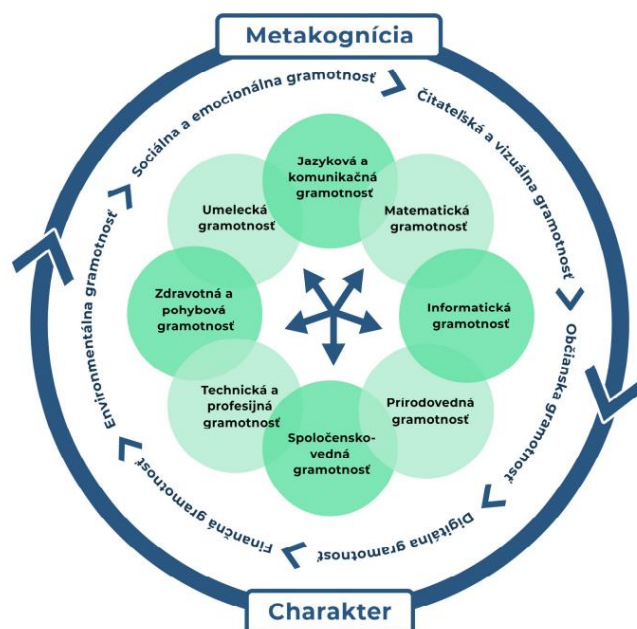 Metakognícia
Sociálna a emocionálna gramotnosť
Čitateľská a vizuálna gramotnosť
Občianska gramotnosť
Digitálna gramotnosť
Finančná gramotnosť
Environmentálna gramotnosť
Jazyková a
komunikačná
gramotnosť
Matematická
gramotnosť
Informatická
gramotnosť
Prírodovedná
gramotnosť
Spoločensko-
vedná
gramotnosť
Technická a
profesijná
gramotnosť
Zdravotná a
pohybová
gramotnosť
Umelecká
gramotnosť
Charakter